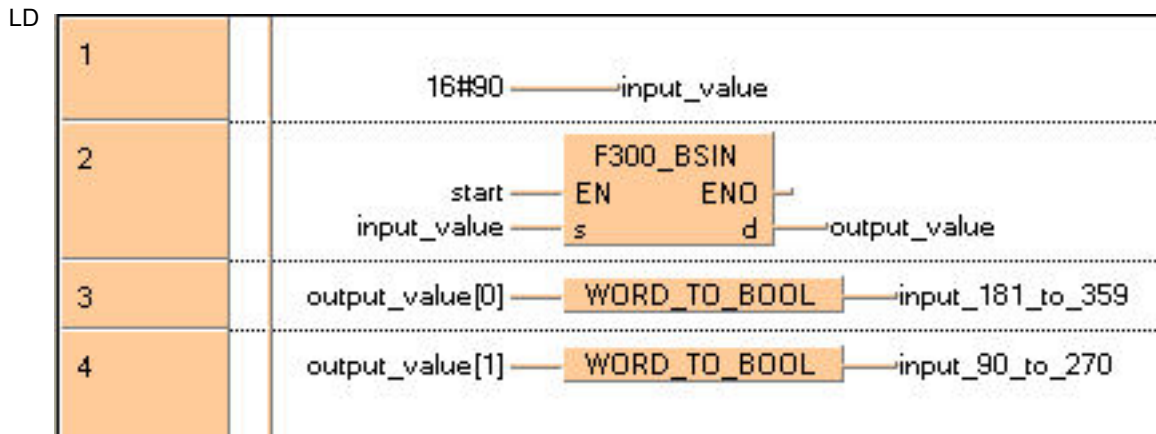 LD
1
16#90 input_value
2
F300_BSIN
start EN ENO
input_value s d output_value
3
output_value[0] WORD_TO_BOOL input_181_to_359
4
output_value[1] WORD_TO_BOOL input_90_to_270